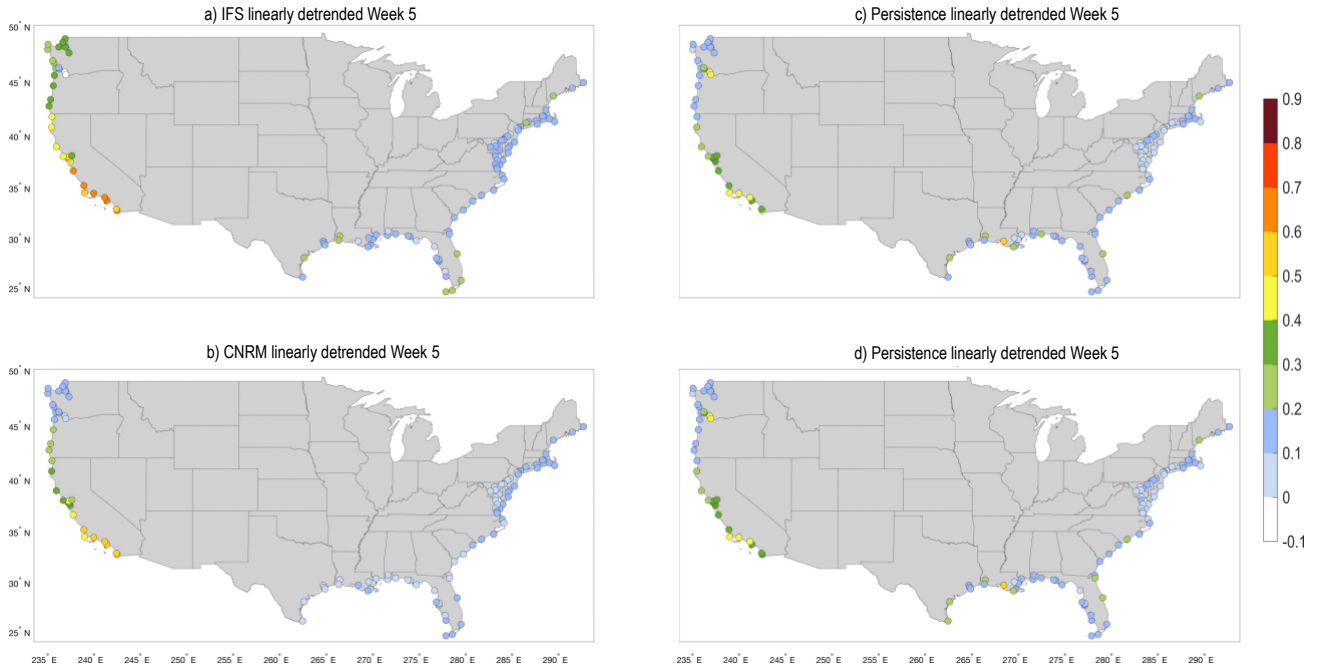 a) IFS linearly detrended Week 5
c) Persistence linearly detrended Week 5
50° N
45° N
40° N
35° N
30° N
25° N
0.9
0.8
0.7
0.6
0.5
0.4
0.3
0.2
0.1
0
-0.1
b) CNRM linearly detrended Week 5
d) Persistence linearly detrended Week 5
50° N
45° N
40° N
35° N
30° N
25° N
235° E 240° E 245° E 250° E 255° E 260° E 265° E 270° E 275° E 280° E 285° E 290° E
235° E 240° E 245° E 250° E 255° E 260° E 265° E 270° E 275° E 280° E 285° E 290° E